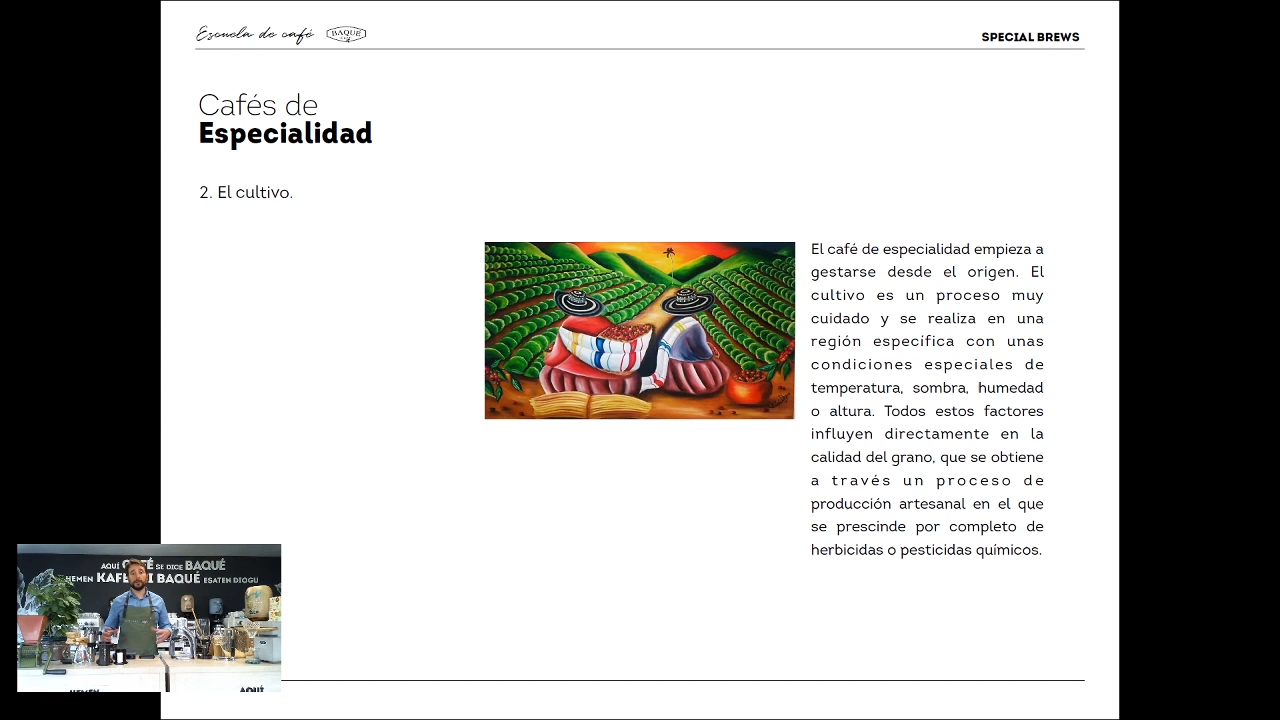 Escuela de café BAQUÉ
SPECIAL BREWS
Cafés de
Especialidad
2. El cultivo.
El café de especialidad empieza a
gestarse desde el origen. El
cultivo es un proceso muy
cuidado y se realiza en una
región específica con unas
condiciones especiales de
temperatura, sombra, humedad
o altura. Todos estos factores
influyen directamente en la
calidad del grano, que se obtiene
a través un proceso de
producción artesanal en el que
se prescinde por completo de
herbicidas o pesticidas químicos.
AQUÍ CAFÉ SE DICE BAQUÉ
HEMEN BAQUÉ ESATEN DIOGU
HEMEN
AQUÍ